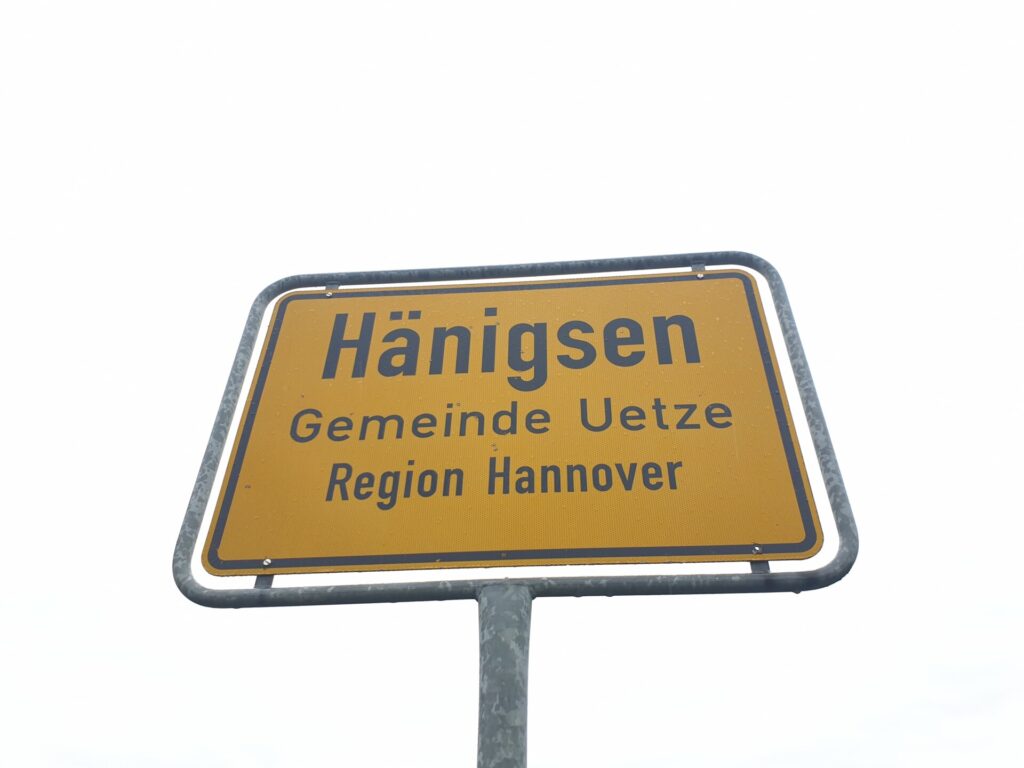 Hänigsen
Gemeinde Uetze
Region Hannover